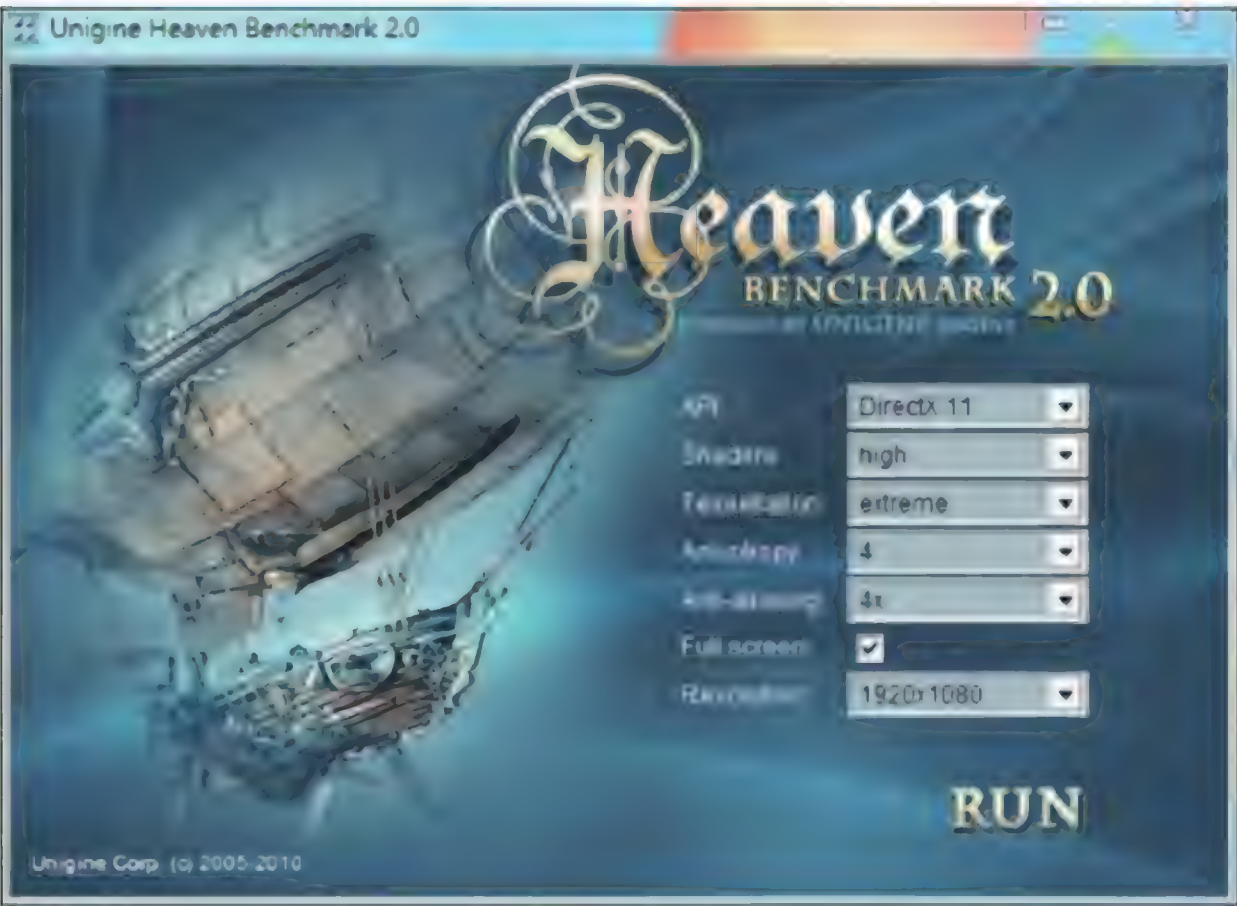 Unigine Heaven Benchmark 2.0
Heaven
BENCHMARK 2.0
UNIGINE
API DirectX 11
Shaders high
Tessellation extreme
Anisotropy 4
Anti-aliasing 4x
Full screen
Resolution 1920x1080
RUN
Unigine Corp. (c) 2005-2010